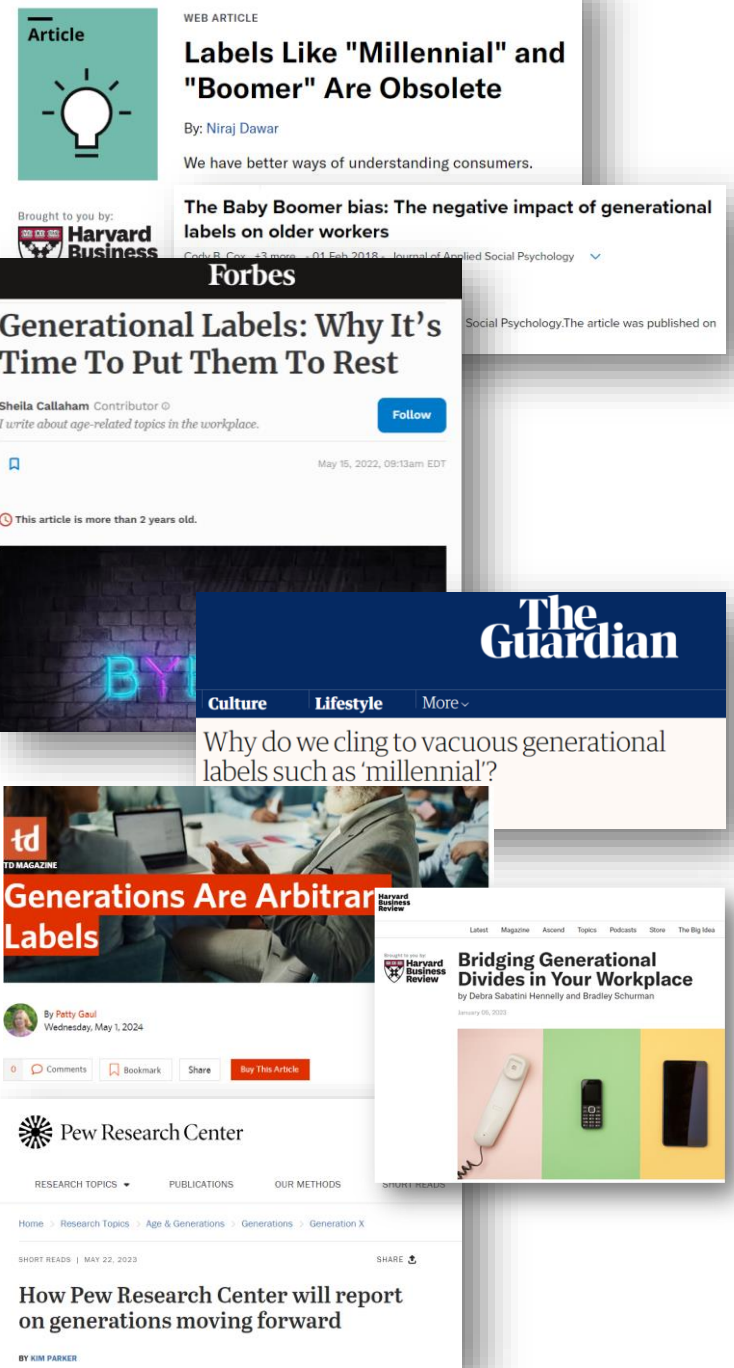 Article
WEB ARTICLE
Labels Like "Millennial" and
"Boomer" Are Obsolete
By: Niraj Dawar
We have better ways of understanding consumers.
Brought to you by:
Harvard
Business
The Baby Boomer bias: The negative impact of generational
labels on older workers
Cody B. Cox, +3 more - 01 Feb 2018 - Journal of Applied Social Psychology
Social Psychology.The article was published on
Forbes
Generational Labels: Why It’s
Time To Put Them To Rest
Sheila Callaham Contributor
I write about age-related topics in the workplace.
Follow
May 15, 2022, 09:13am EDT
This article is more than 2 years old.
BY
The
Guardian
Culture Lifestyle More
Why do we cling to vacuous generational
labels such as ‘millennial’?
td
TD MAGAZINE
Generations Are Arbitrar
Labels
By Patty Gaul
Wednesday, May 1, 2024
0 Comments Bookmark Share Buy This Article
Harvard
Business
Review
Latest Magazine Ascend Topics Podcasts Store The Big Idea
Brought to you by:
Harvard
Business
Review
Bridging Generational
Divides in Your Workplace
by Debra Sabatini Hennelly and Bradley Schurman
January 05, 2023
Pew Research Center
RESEARCH TOPICS PUBLICATIONS OUR METHODS SHORT READS
Home > Research Topics > Age & Generations > Generations > Generation X
SHORT READS | MAY 22, 2023 SHARE
How Pew Research Center will report
on generations moving forward
BY KIM PARKER